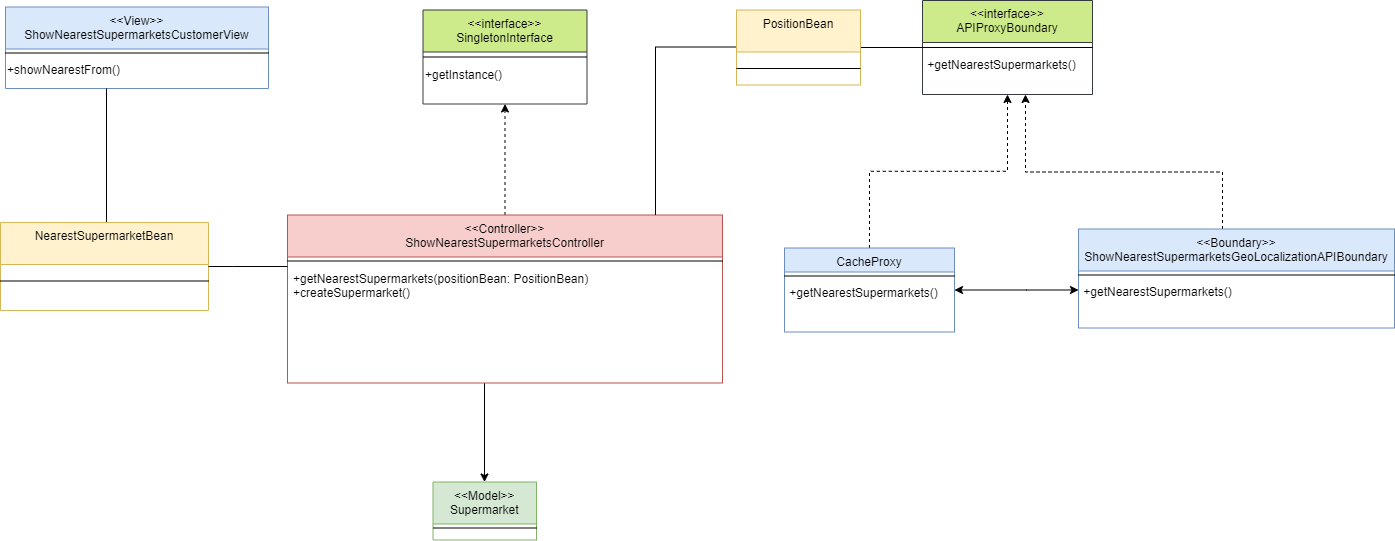 <<View>>
ShowNearestSupermarketsCustomerView
+showNearestFrom()
<<interface>>
SingletonInterface
+getInstance()
PositionBean
<<interface>>
APIProxyBoundary
+getNearestSupermarkets()
NearestSupermarketBean
<<Controller>>
ShowNearestSupermarketsController
+getNearestSupermarkets(positionBean: PositionBean)
+createSupermarket()
CacheProxy
+getNearestSupermarkets()
<<Boundary>>
ShowNearestSupermarketsGeoLocalizationAPIBoundary
+getNearestSupermarkets()
<<Model>>
Supermarket